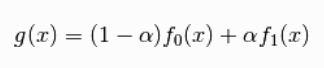 g(x) = (1 − α)f₀(x) + αf₁(x)